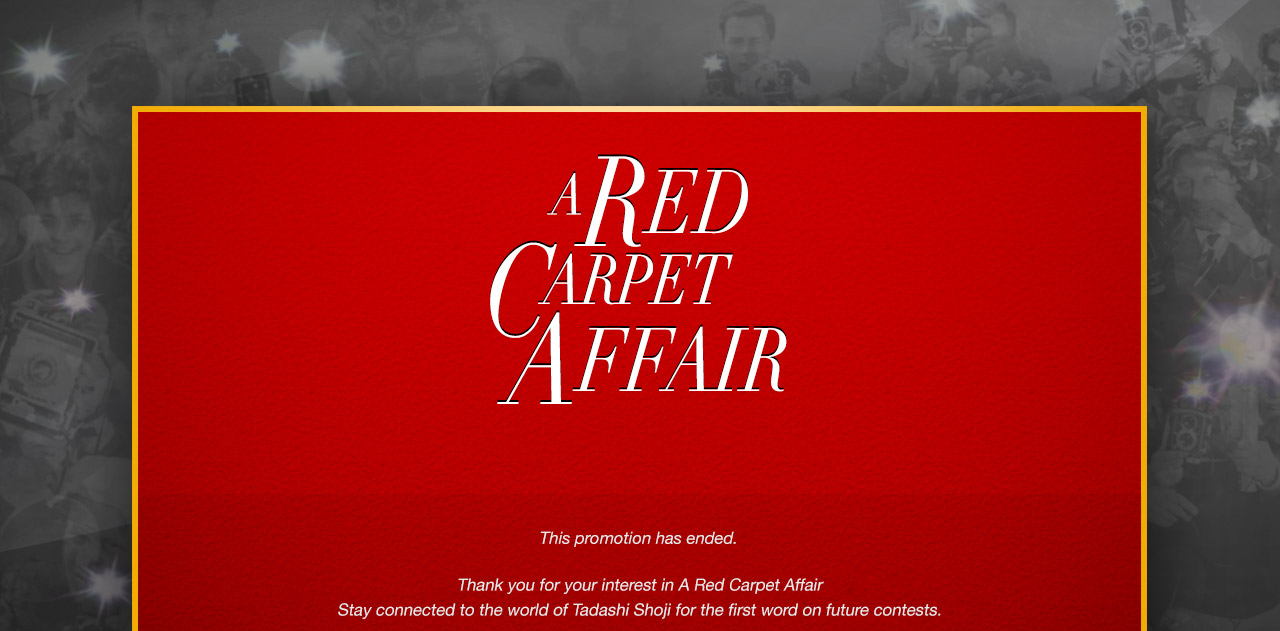 A RED
CARPET
AFFAIR
This promotion has ended.
Thank you for your interest in A Red Carpet Affair
Stay connected to the world of Tadashi Shoji for the first word on future contests.